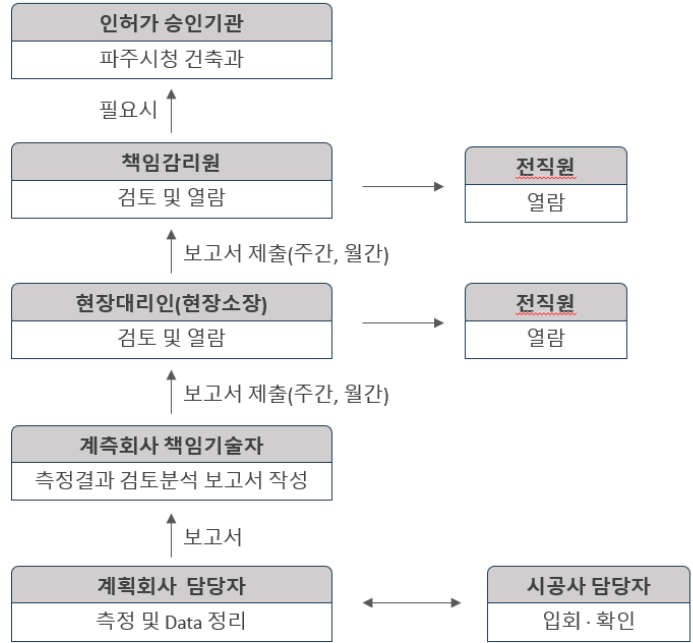 인허가 승인기관
파주시청 건축과
필요시
책임감리원
검토 및 열람
전직원
열람
보고서 제출(주간, 월간)
현장대리인(현장소장)
검토 및 열람
전직원
열람
보고서 제출(주간, 월간)
계측회사 책임기술자
측정결과 검토분석 보고서 작성
보고서
계획회사 담당자
측정 및 Data 정리
시공사 담당자
입회 · 확인